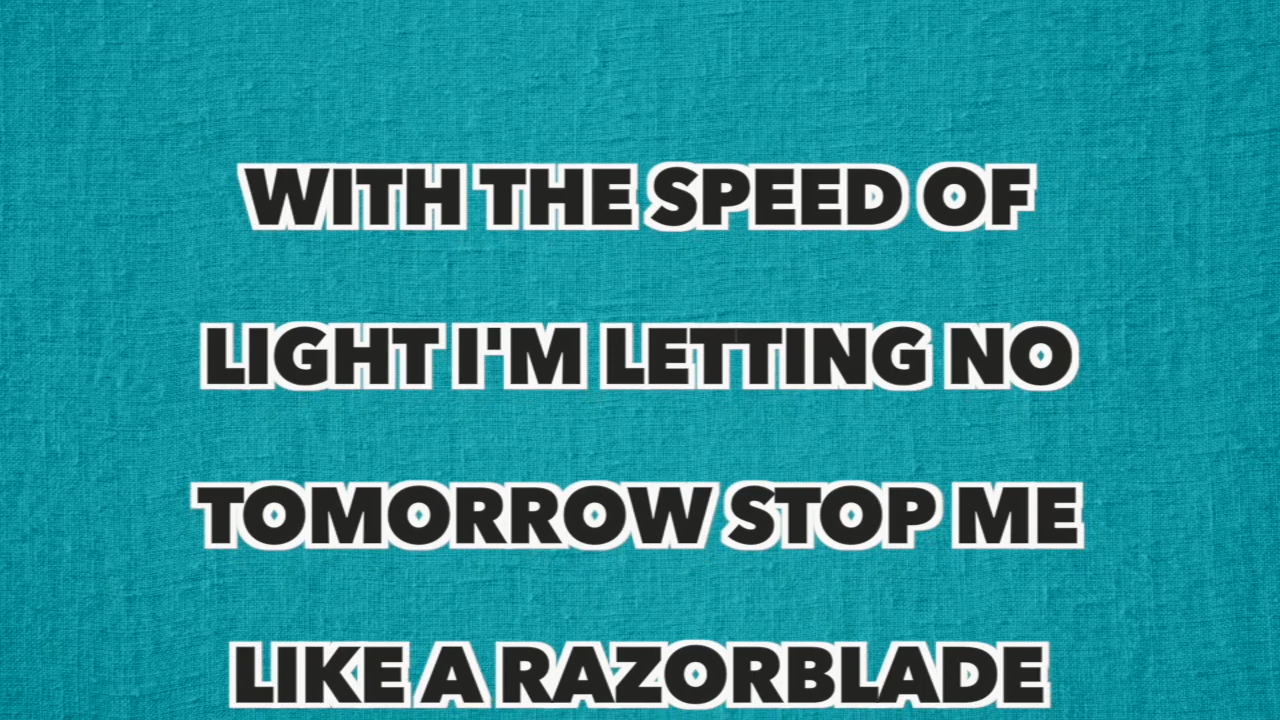 WITH THE SPEED OF
LIGHT I'M LETTING NO
TOMORROW STOP ME
LIKE A RAZORBLADE